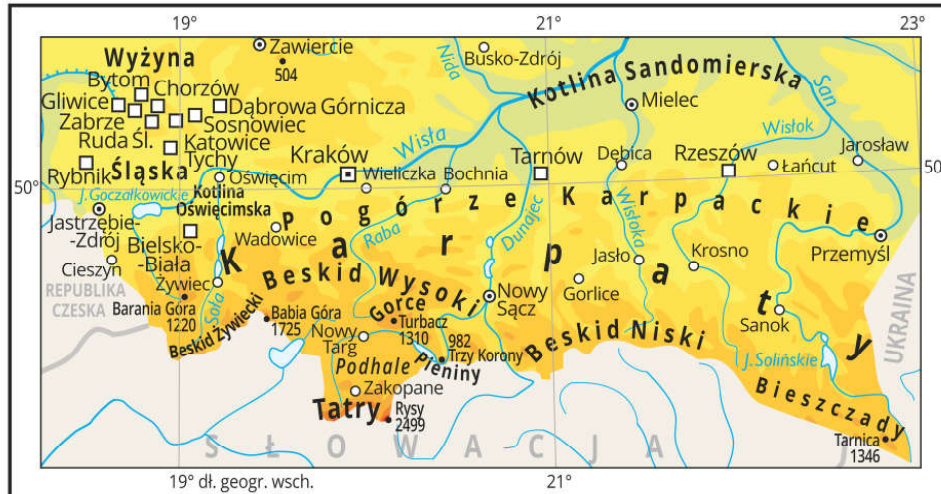 19°
21°
23°
Wyżyna
Zawiercie
504
Nida
Busko-Zdrój
Kotlina Sandomierska
San
Bytom
Chorzów
Gliwice
Dąbrowa Górnicza
Mielec
Zabrze
Sosnowiec
Wisła
Wisłok
Ruda Śl.
Katowice
Tychy
Kraków
Tarnów
Dębica
Rzeszów
Łańcut
Jarosław
Rybnik
Śląska
Oświęcim
Wieliczka
Bochnia
50°
50
J. Goczałkowickie
Kotlina
Oświęcimska
Pogórze Karpackie
Jastrzębie-
-Zdrój
Bielsko-
-Biała
Wadowice
Raba
Dunajec
Wisłoka
Jasło
Krosno
Przemyśl
Karpaty
Cieszyn
Żywiec
Beskid Wysoki
Nowy
Sącz
Gorlice
REPUBLIKA
CZESKA
Barania Góra
1220
Soła
Beskid Żywiecki
Babia Góra
1725
Gorce
Turbacz
1310
Nowy
Targ
982
Trzy Korony
Beskid Niski
Sanok
UKRAINA
Podhale
Pieniny
J. Solińskie
Zakopane
Bieszczady
Tatry
Rysy
2499
Tarnica
1346
SŁOWACJA
19° dł. geogr. wsch.
21°